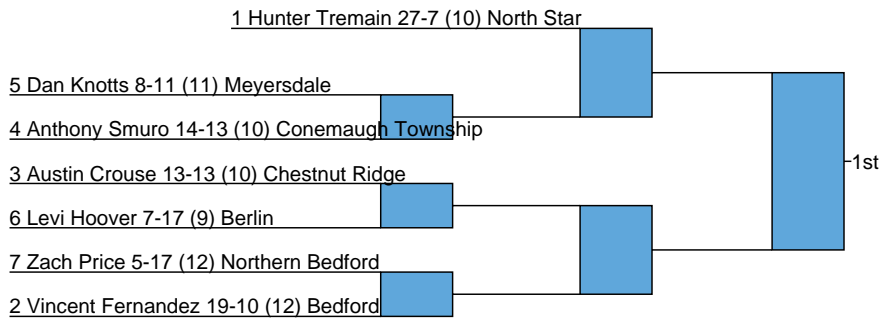 1 Hunter Tremain 27-7 (10) North Star
5 Dan Knotts 8-11 (11) Meyersdale
4 Anthony Smuro 14-13 (10) Conemaugh Township
3 Austin Crouse 13-13 (10) Chestnut Ridge
1st
6 Levi Hoover 7-17 (9) Berlin
7 Zach Price 5-17 (12) Northern Bedford
2 Vincent Fernandez 19-10 (12) Bedford